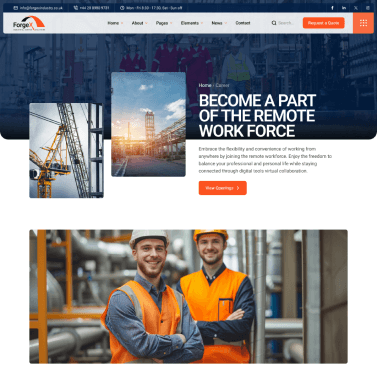 info@forgexindustry.co.uk
+44 20 8890 9731
Mon - Fri 8:30 - 17:30, Sat - Sun off
ForgeX
Home
About
Pages
Elements
News
Contact
Search...
Request a Quote
Home / Career
BECOME A PART
OF THE REMOTE
WORK FORCE
Embrace the flexibility and convenience of working from
anywhere by joining the remote workforce. Enjoy the freedom to
balance your professional and personal life while staying
connected through digital tools virtual collaboration.
View Openings